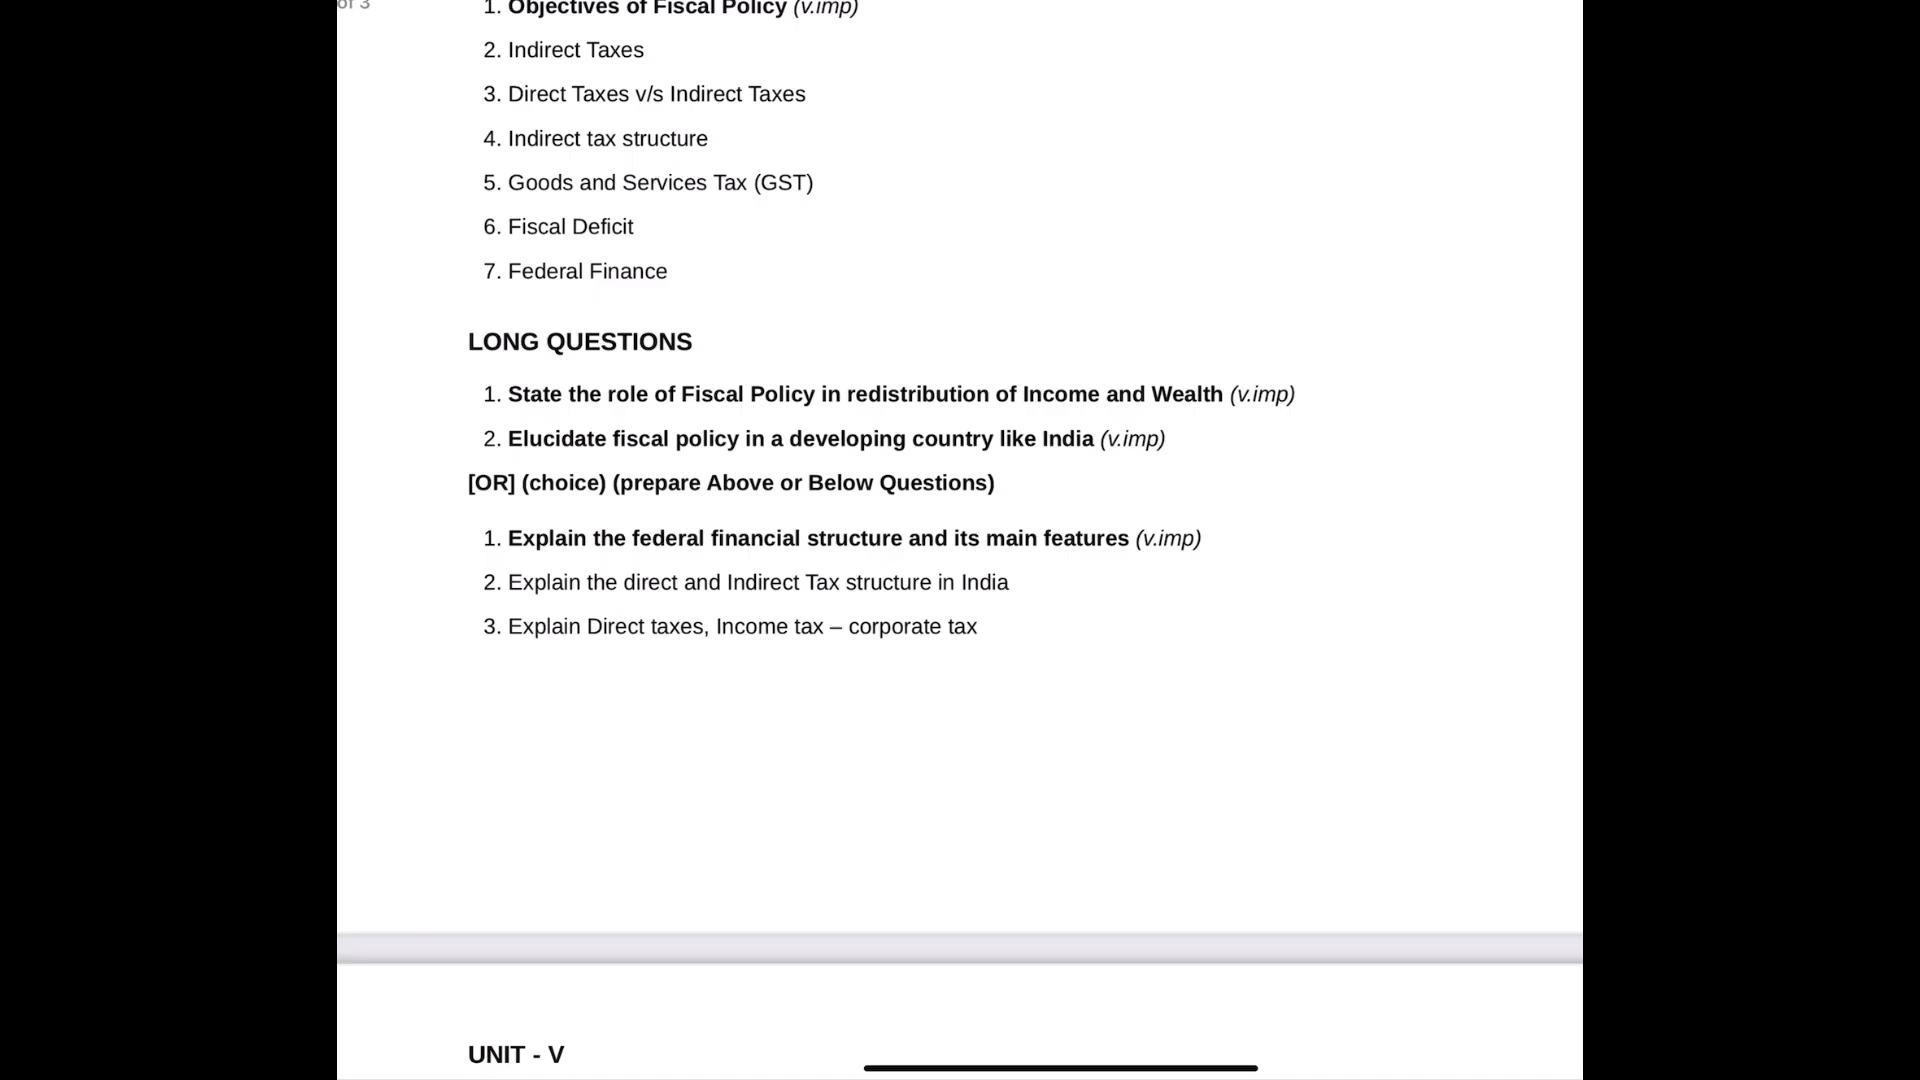 of 3
1. Objectives of Fiscal Policy (v.imp)
2. Indirect Taxes
3. Direct Taxes v/s Indirect Taxes
4. Indirect tax structure
5. Goods and Services Tax (GST)
6. Fiscal Deficit
7. Federal Finance
LONG QUESTIONS
1. State the role of Fiscal Policy in redistribution of Income and Wealth (v.imp)
2. Elucidate fiscal policy in a developing country like India (v.imp)
[OR] (choice) (prepare Above or Below Questions)
1. Explain the federal financial structure and its main features (v.imp)
2. Explain the direct and Indirect Tax structure in India
3. Explain Direct taxes, Income tax – corporate tax
UNIT - V